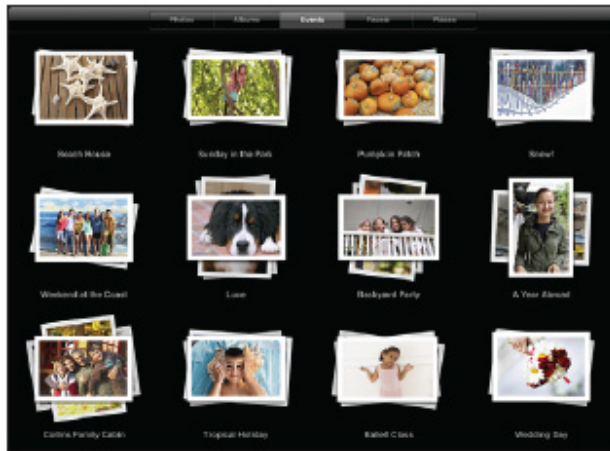 Photos Albums Events Faces Places
Beach House Sunday in the Park Pumpkin Patch Snow!
Weekend at the Coast Luse Backyard Party A Year Abroad
Collins Family Cabin Tropical Holiday Ballet Class Wedding Day